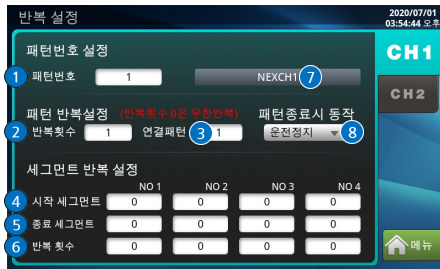 반복 설정
2020/07/01
03:54:44 오후
패턴번호 설정
CH1
1 패턴번호 1 NEXCH1 7
CH2
패턴 반복설정 (반복횟수 0은 무한반복) 패턴종료시 동작
2 반복횟수 1 연결패턴 3 1 운전정지 8
세그먼트 반복 설정
NO 1 NO 2 NO 3 NO 4
4 시작 세그먼트 0 0 0 0
5 종료 세그먼트 0 0 0 0
6 반복 횟수 0 0 0 0
메뉴